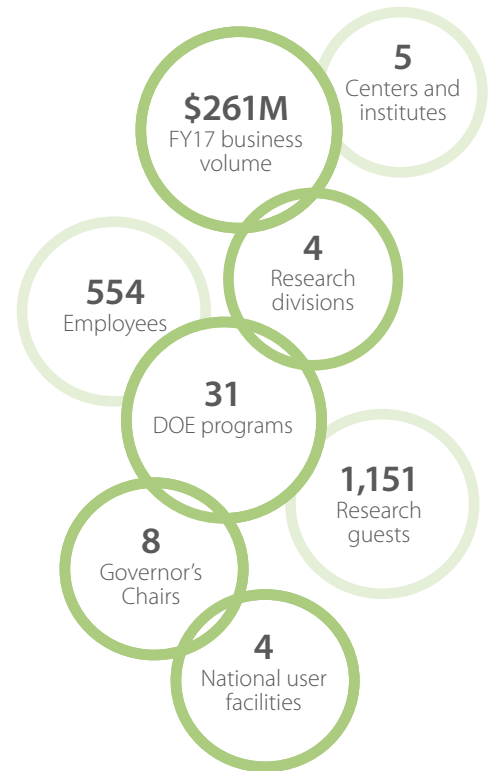 5
Centers and
institutes
$261M
FY17 business
volume
4
Research
divisions
554
Employees
31
DOE programs
1,151
Research
guests
8
Governor's
Chairs
4
National user
facilities